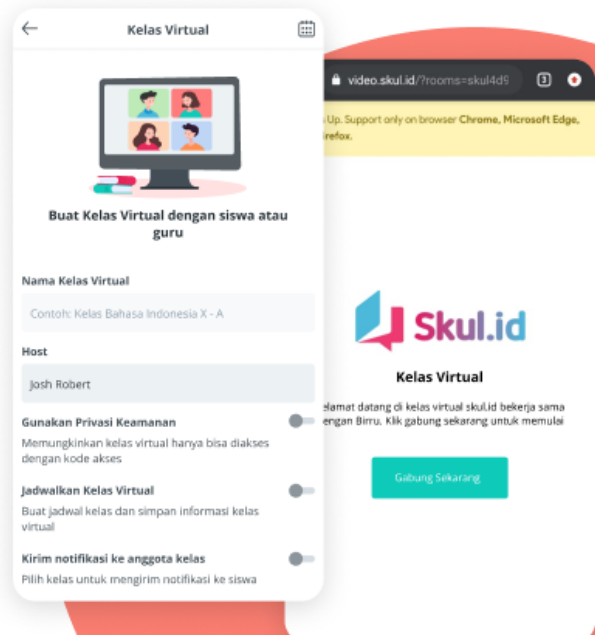 Kelas Virtual
Buat Kelas Virtual dengan siswa atau
guru
Nama Kelas Virtual
Contoh: Kelas Bahasa Indonesia X - A
Host
Josh Robert
Gunakan Privasi Keamanan
Memungkinkan kelas virtual hanya bisa diakses
dengan kode akses
Jadwalkan Kelas Virtual
Buat jadwal kelas dan simpan informasi kelas
virtual
Kirim notifikasi ke anggota kelas
Pilih kelas untuk mengirim notifikasi ke siswa
video.skul.id/?rooms=skul4d9
3
Up. Support only on browser Chrome, Microsoft Edge,
irefox.
Skul.id
Kelas Virtual
elamat datang di kelas virtual skul.id bekerja sama
engan Birru. Klik gabung sekarang untuk memulai
Gabung Sekarang